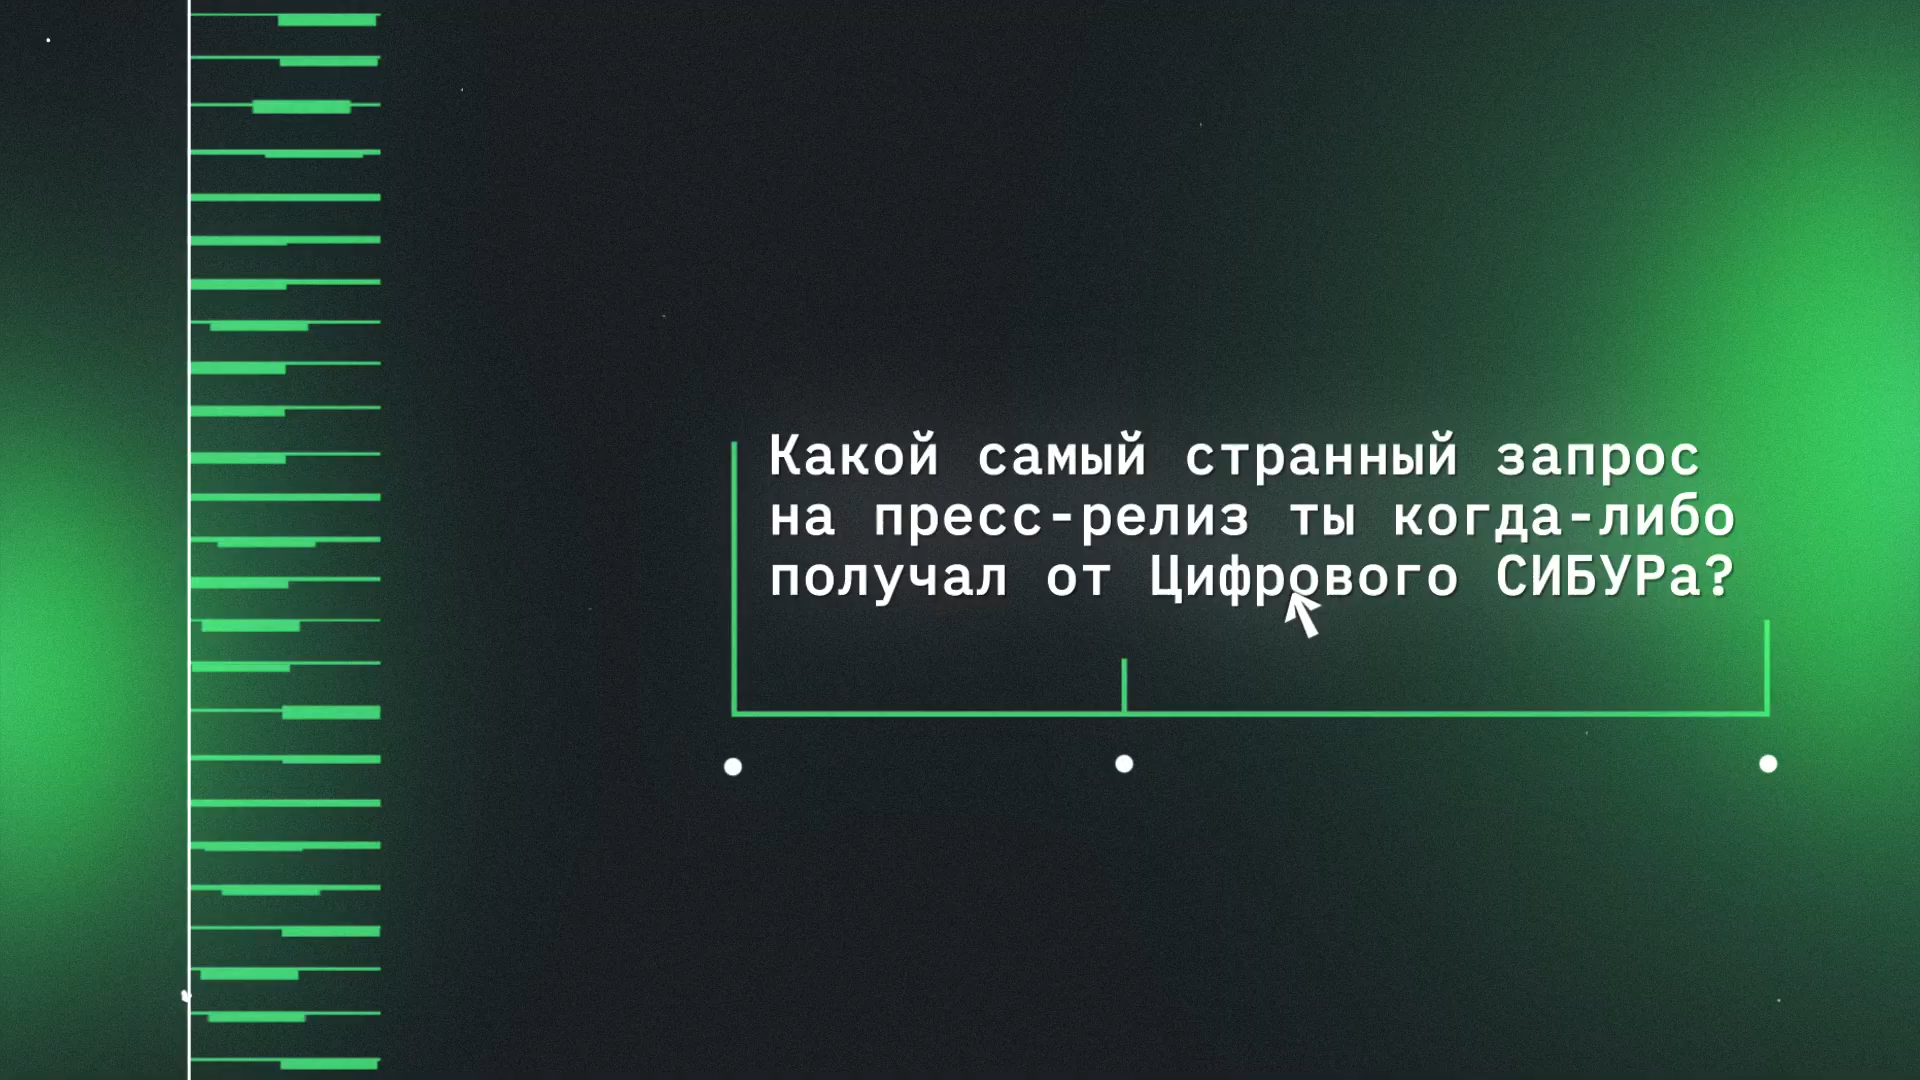 Какой самый странный запрос
на пресс-релиз ты когда-либо
получал от Цифрового СИБУРа?